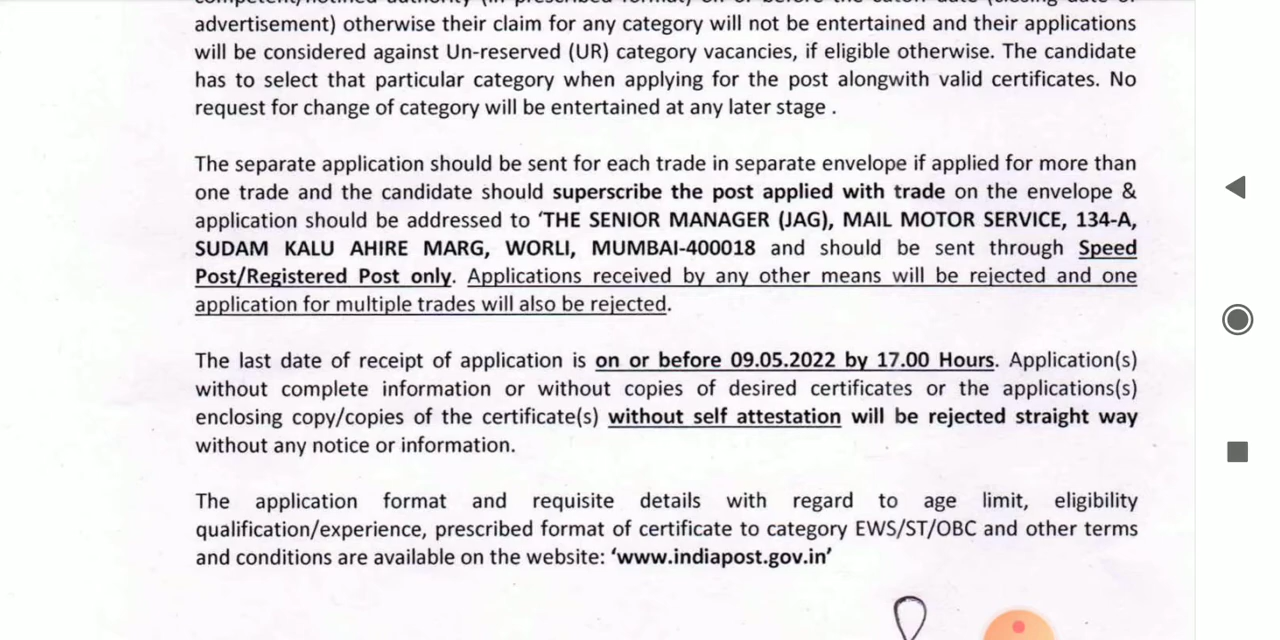 advertisement) otherwise their claim for any category will not be entertained and their applications
will be considered against Un-reserved (UR) category vacancies, if eligible otherwise. The candidate
has to select that particular category when applying for the post alongwith valid certificates. No
request for change of category will be entertained at any later stage .
The separate application should be sent for each trade in separate envelope if applied for more than
one trade and the candidate should superscribe the post applied with trade on the envelope &
application should be addressed to ‘THE SENIOR MANAGER (JAG), MAIL MOTOR SERVICE, 134-A,
SUDAM KALU AHIRE MARG, WORLI, MUMBAI-400018 and should be sent through Speed
Post/Registered Post only. Applications received by any other means will be rejected and one
application for multiple trades will also be rejected.
The last date of receipt of application is on or before 09.05.2022 by 17.00 Hours. Application(s)
without complete information or without copies of desired certificates or the applications(s)
enclosing copy/copies of the certificate(s) without self attestation will be rejected straight way
without any notice or information.
The application format and requisite details with regard to age limit, eligibility
qualification/experience, prescribed format of certificate to category EWS/ST/OBC and other terms
and conditions are available on the website: ‘www.indiapost.gov.in’